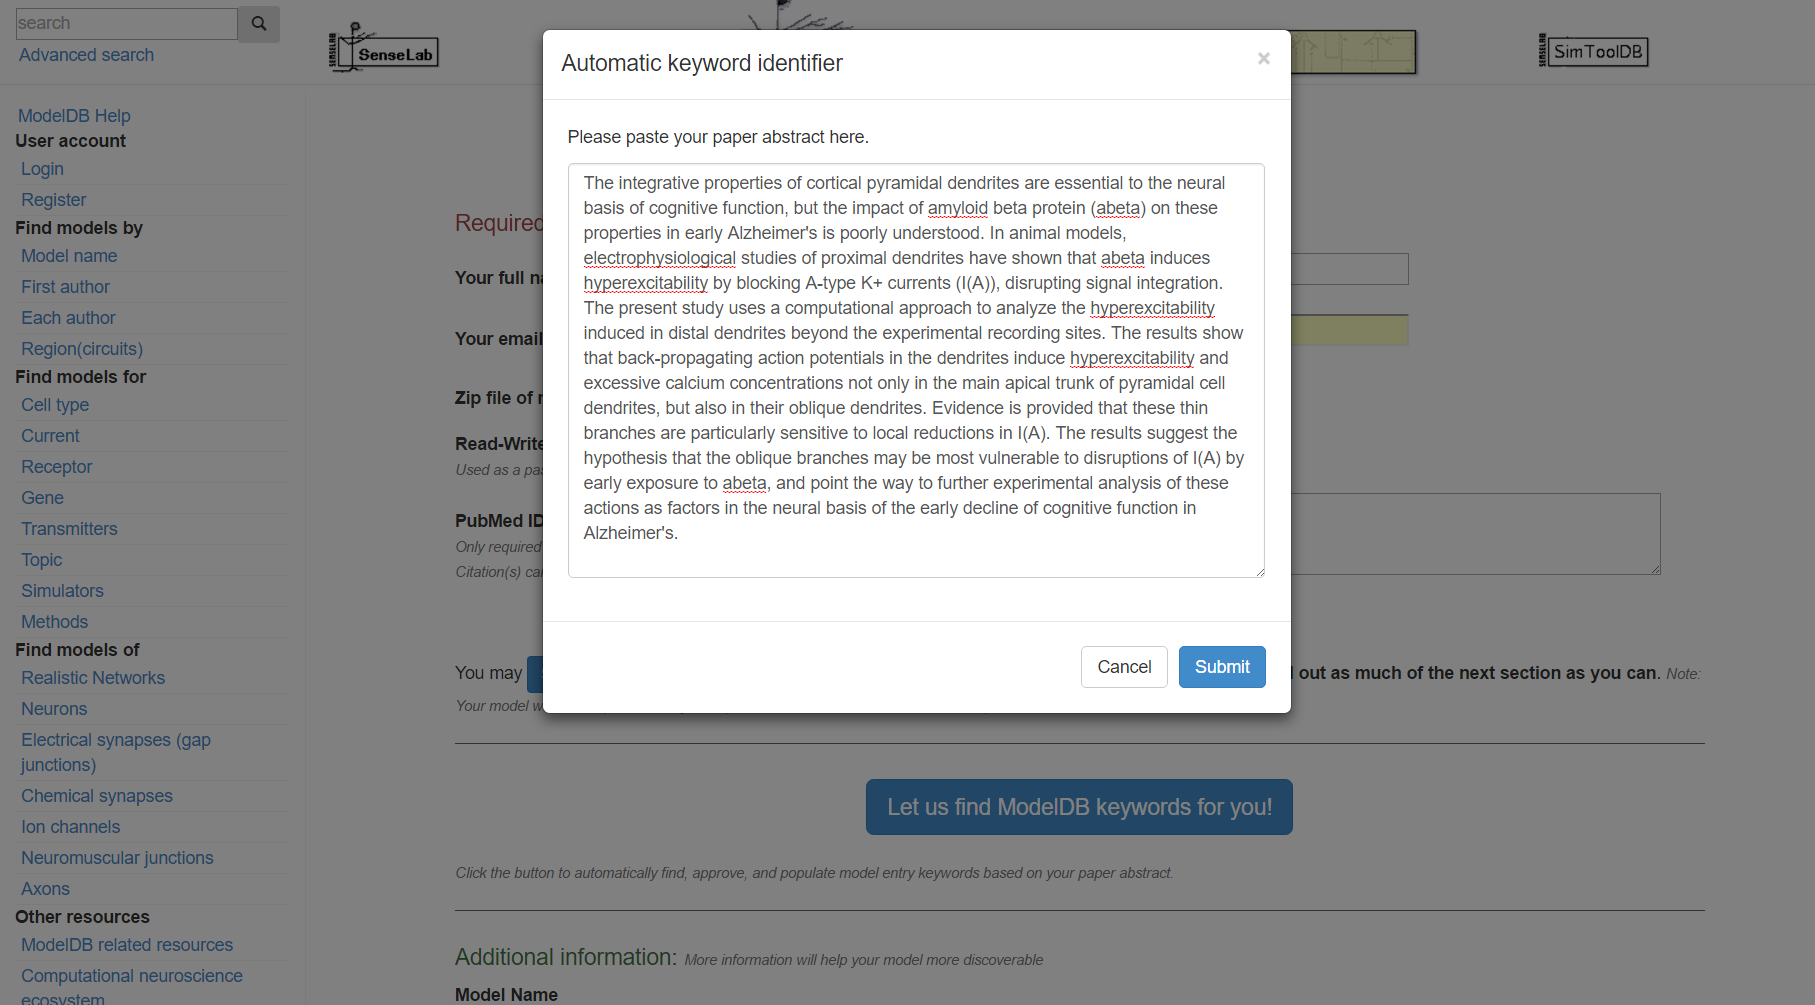 search
Advanced search
SENSELAB
SenseLab
SENSELAB
SimToolDB
ModelDB Help
User account
Login
Register
Find models by
Model name
First author
Each author
Region(circuits)
Find models for
Cell type
Current
Receptor
Gene
Transmitters
Topic
Simulators
Methods
Find models of
Realistic Networks
Neurons
Electrical synapses (gap
junctions)
Chemical synapses
Ion channels
Neuromuscular junctions
Axons
Other resources
ModelDB related resources
Computational neuroscience
ecosystem
Automatic keyword identifier
×
Please paste your paper abstract here.
The integrative properties of cortical pyramidal dendrites are essential to the neural
basis of cognitive function, but the impact of amyloid beta protein (abeta) on these
properties in early Alzheimer's is poorly understood. In animal models,
electrophysiological studies of proximal dendrites have shown that abeta induces
hyperexcitability by blocking A-type K+ currents (I(A)), disrupting signal integration.
The present study uses a computational approach to analyze the hyperexcitability
induced in distal dendrites beyond the experimental recording sites. The results show
that back-propagating action potentials in the dendrites induce hyperexcitability and
excessive calcium concentrations not only in the main apical trunk of pyramidal cell
dendrites, but also in their oblique dendrites. Evidence is provided that these thin
branches are particularly sensitive to local reductions in I(A). The results suggest the
hypothesis that the oblique branches may be most vulnerable to disruptions of I(A) by
early exposure to abeta, and point the way to further experimental analysis of these
actions as factors in the neural basis of the early decline of cognitive function in
Alzheimer's.
Cancel
Submit
Required
Your full
Your email
Zip file of
Read-Write
Used as a
PubMed ID
Only required
Citation(s)
You may
out as much of the next section as you can. Note:
Your model
Let us find ModelDB keywords for you!
Click the button to automatically find, approve, and populate model entry keywords based on your paper abstract.
Additional information: More information will help your model more discoverable
Model Name